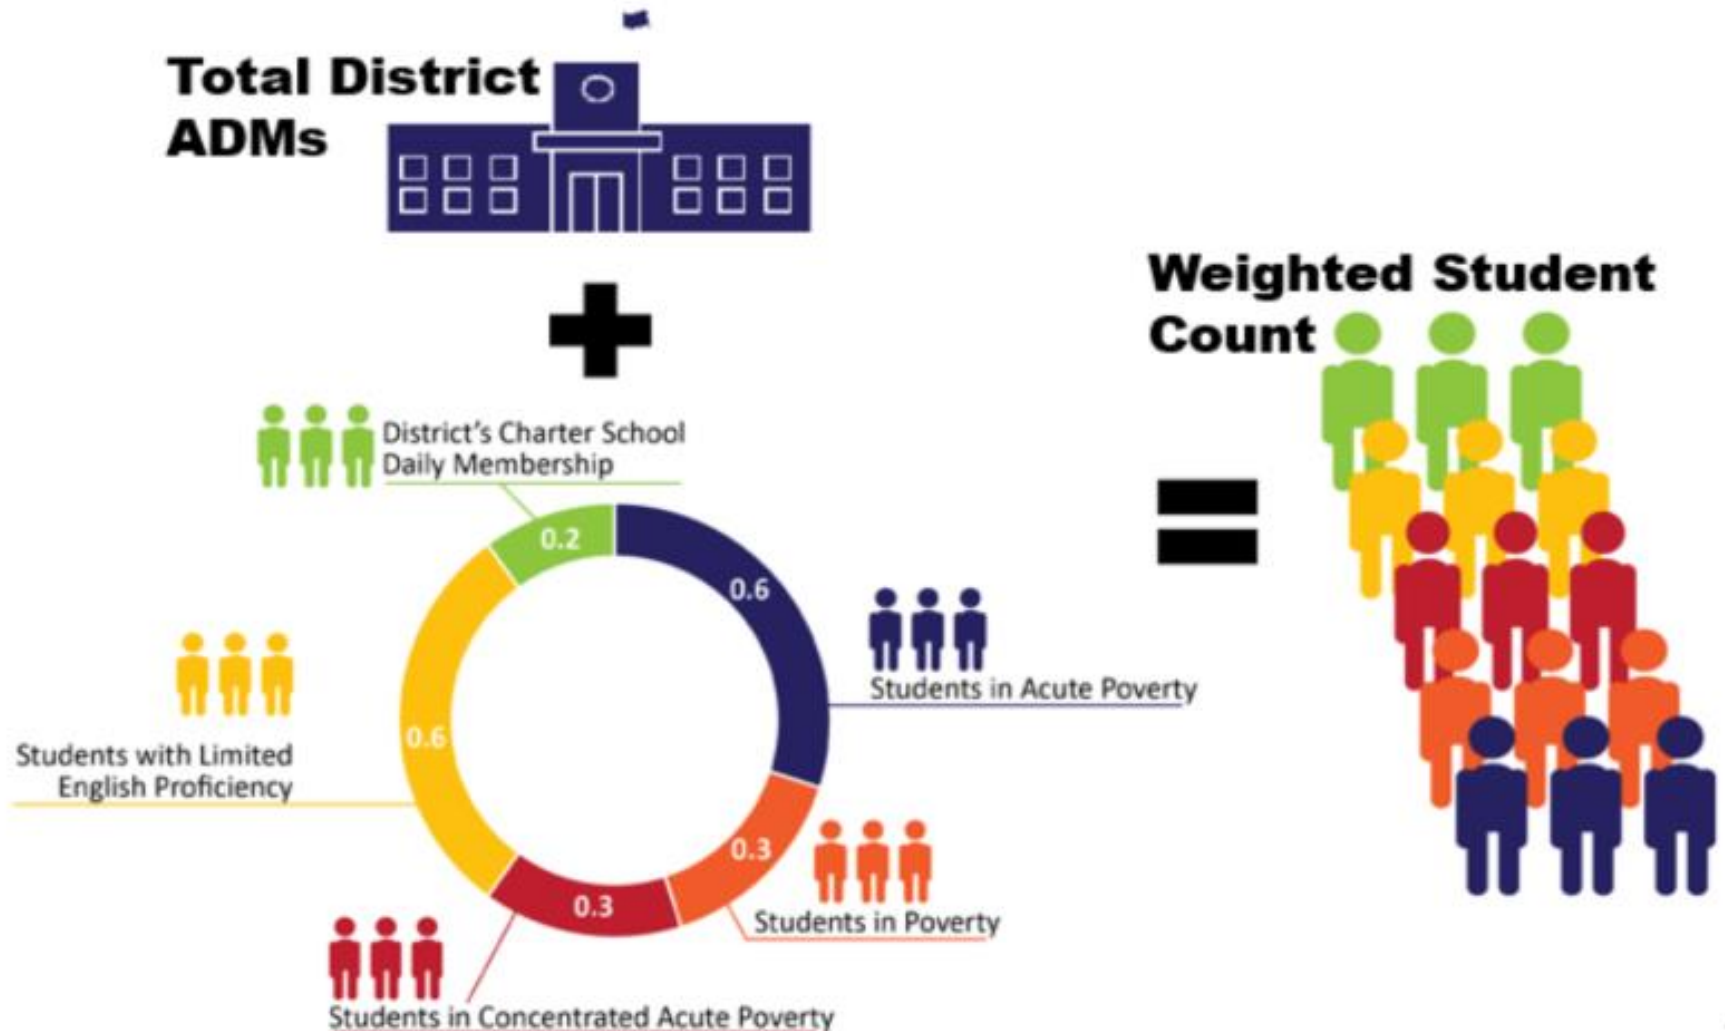 Total District
ADMs
Weighted Student
Count
District's Charter School
Daily Membership
0.2
0.6
Students in Acute Poverty
0.6
Students with Limited
English Proficiency
0.3
Students in Poverty
0.3
Students in Concentrated Acute Poverty